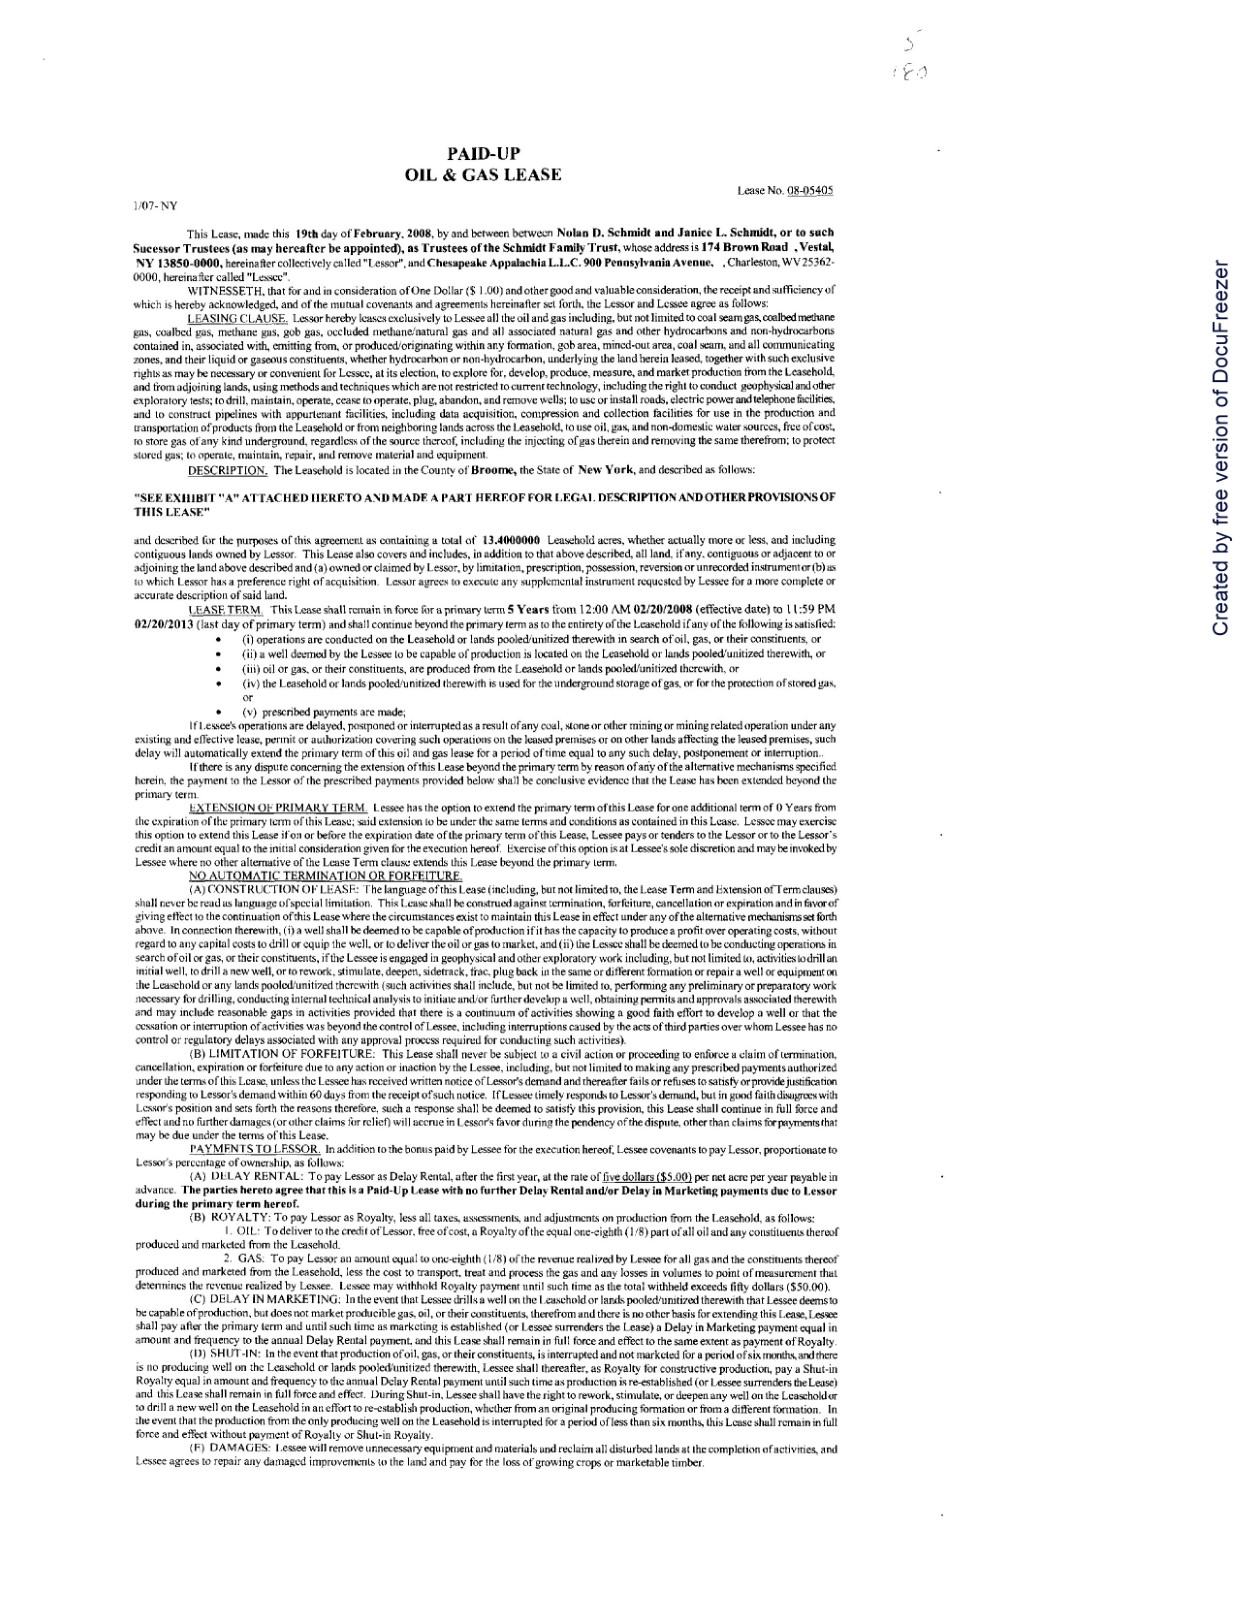 5
180
PAID-UP
OIL & GAS LEASE
Lease No. 08-05405
1/07- NY
This Lease, made this 19th day of February, 2008, by and between between Nolan D. Schmidt and Janice L. Schmidt, or to such
Sucessor Trustees (as may hereafter be appointed), as Trustees of the Schmidt Family Trust, whose address is 174 Brown Road , Vestal,
NY 13850-0000, hereinafter collectively called "Lessor", and Chesapeake Appalachia L.L.C. 900 Pennsylvania Avenue, , Charleston, WV 25362-
0000, hereinafter called "Lessee".
WITNESSETH, that for and in consideration of One Dollar ($ 1.00) and other good and valuable consideration, the receipt and sufficiency of
which is hereby acknowledged, and of the mutual covenants and agreements hereinafter set forth, the Lessor and Lessee agree as follows:
LEASING CLAUSE. Lessor hereby leases exclusively to Lessee all the oil and gas including, but not limited to coal seam gas, coalbed methane
gas, coalbed gas, methane gas, gob gas, occluded methane/natural gas and all associated natural gas and other hydrocarbons and non-hydrocarbons
contained in, associated with, emitting from, or produced/originating within any formation, gob area, mined-out area, coal seam, and all communicating
zones, and their liquid or gaseous constituents, whether hydrocarbon or non-hydrocarbon, underlying the land herein leased, together with such exclusive
rights as may be necessary or convenient for Lessee, at its election, to explore for, develop, produce, measure, and market production from the Leasehold,
and from adjoining lands, using methods and techniques which are not restricted to current technology, including the right to conduct geophysical and other
exploratory tests; to drill, maintain, operate, cease to operate, plug, abandon, and remove wells; to use or install roads, electric power and telephone facilities,
and to construct pipelines with appurtenant facilities, including data acquisition, compression and collection facilities for use in the production and
transportation of products from the Leasehold or from neighboring lands across the Leasehold, to use oil, gas, and non-domestic water sources, free of cost,
to store gas of any kind underground, regardless of the source thereof, including the injecting of gas therein and removing the same therefrom; to protect
stored gas; to operate, maintain, repair, and remove material and equipment.
DESCRIPTION. The Leasehold is located in the County of Broome, the State of New York, and described as follows:
"SEE EXHIBIT "A" ATTACHED HERETO AND MADE A PART HEREOF FOR LEGAL DESCRIPTION AND OTHER PROVISIONS OF
THIS LEASE"
and described for the purposes of this agreement as containing a total of 13.4000000 Leasehold acres, whether actually more or less, and including
contiguous lands owned by Lessor. This Lease also covers and includes, in addition to that above described, all land, if any, contiguous or adjacent to or
adjoining the land above described and (a) owned or claimed by Lessor, by limitation, prescription, possession, reversion or unrecorded instrument or (b) as
to which Lessor has a preference right of acquisition. Lessor agrees to execute any supplemental instrument requested by Lessee for a more complete or
accurate description of said land.
LEASE TERM. This Lease shall remain in force for a primary term 5 Years from 12:00 AM 02/20/2008 (effective date) to 11:59 PM
02/20/2013 (last day of primary term) and shall continue beyond the primary term as to the entirety of the Leasehold if any of the following is satisfied:
• (i) operations are conducted on the Leasehold or lands pooled/unitized therewith in search of oil, gas, or their constituents, or
• (ii) a well deemed by the Lessee to be capable of production is located on the Leasehold or lands pooled/unitized therewith, or
• (iii) oil or gas, or their constituents, are produced from the Leasehold or lands pooled/unitized therewith, or
• (iv) the Leasehold or lands pooled/unitized therewith is used for the underground storage of gas, or for the protection of stored gas,
or
• (v) prescribed payments are made;
If Lessee's operations are delayed, postponed or interrupted as a result of any coal, stone or other mining or mining related operation under any
existing and effective lease, permit or authorization covering such operations on the leased premises or on other lands affecting the leased premises, such
delay will automatically extend the primary term of this oil and gas lease for a period of time equal to any such delay, postponement or interruption..
If there is any dispute concerning the extension of this Lease beyond the primary term by reason of any of the alternative mechanisms specified
herein, the payment to the Lessor of the prescribed payments provided below shall be conclusive evidence that the Lease has been extended beyond the
primary term.
EXTENSION OF PRIMARY TERM. Lessee has the option to extend the primary term of this Lease for one additional term of 0 Years from
the expiration of the primary term of this Lease; said extension to be under the same terms and conditions as contained in this Lease. Lessee may exercise
this option to extend this Lease if on or before the expiration date of the primary term of this Lease, Lessee pays or tenders to the Lessor or to the Lessor's
credit an amount equal to the initial consideration given for the execution hereof. Exercise of this option is at Lessee's sole discretion and may be invoked by
Lessee where no other alternative of the Lease Term clause extends this Lease beyond the primary term.
NO AUTOMATIC TERMINATION OR FORFEITURE.
(A) CONSTRUCTION OF LEASE: The language of this Lease (including, but not limited to, the Lease Term and Extension of Term clauses)
shall never be read as language of special limitation. This Lease shall be construed against termination, forfeiture, cancellation or expiration and in favor of
giving effect to the continuation of this Lease where the circumstances exist to maintain this Lease in effect under any of the alternative mechanisms set forth
above. In connection therewith, (i) a well shall be deemed to be capable of production if it has the capacity to produce a profit over operating costs, without
regard to any capital costs to drill or equip the well, or to deliver the oil or gas to market, and (ii) the Lessee shall be deemed to be conducting operations in
search of oil or gas, or their constituents, if the Lessee is engaged in geophysical and other exploratory work including, but not limited to, activities to drill an
initial well, to drill a new well, or to rework, stimulate, deepen, sidetrack, frac, plug back in the same or different formation or repair a well or equipment on
the Leasehold or any lands pooled/unitized therewith (such activities shall include, but not be limited to, performing any preliminary or preparatory work
necessary for drilling, conducting internal technical analysis to initiate and/or further develop a well, obtaining permits and approvals associated therewith
and may include reasonable gaps in activities provided that there is a continuum of activities showing a good faith effort to develop a well or that the
cessation or interruption of activities was beyond the control of Lessee, including interruptions caused by the acts of third parties over whom Lessee has no
control or regulatory delays associated with any approval process required for conducting such activities).
(B) LIMITATION OF FORFEITURE: This Lease shall never be subject to a civil action or proceeding to enforce a claim of termination,
cancellation, expiration or forfeiture due to any action or inaction by the Lessee, including, but not limited to making any prescribed payments authorized
under the terms of this Lease, unless the Lessee has received written notice of Lessor's demand and thereafter fails or refuses to satisfy or provide justification
responding to Lessor's demand within 60 days from the receipt of such notice. If Lessee timely responds to Lessor's demand, but in good faith disagrees with
Lessor's position and sets forth the reasons therefore, such a response shall be deemed to satisfy this provision, this Lease shall continue in full force and
effect and no further damages (or other claims for relief) will accrue in Lessor's favor during the pendency of the dispute, other than claims for payments that
may be due under the terms of this Lease.
PAYMENTS TO LESSOR. In addition to the bonus paid by Lessee for the execution hereof, Lessee covenants to pay Lessor, proportionate to
Lessor's percentage of ownership, as follows:
(A) DELAY RENTAL: To pay Lessor as Delay Rental, after the first year, at the rate of five dollars ($5.00) per net acre per year payable in
advance. The parties hereto agree that this is a Paid-Up Lease with no further Delay Rental and/or Delay in Marketing payments due to Lessor
during the primary term hereof.
(B) ROYALTY: To pay Lessor as Royalty, less all taxes, assessments, and adjustments on production from the Leasehold, as follows:
1. OIL: To deliver to the credit of Lessor, free of cost, a Royalty of the equal one-eighth (1/8) part of all oil and any constituents thereof
produced and marketed from the Leasehold.
2. GAS: To pay Lessor an amount equal to one-eighth (1/8) of the revenue realized by Lessee for all gas and the constituents thereof
produced and marketed from the Leasehold, less the cost to transport, treat and process the gas and any losses in volumes to point of measurement that
determines the revenue realized by Lessee. Lessee may withhold Royalty payment until such time as the total withheld exceeds fifty dollars ($50.00).
(C) DELAY IN MARKETING: In the event that Lessee drills a well on the Leasehold or lands pooled/unitized therewith that Lessee deems to
be capable of production, but does not market producible gas, oil, or their constituents, therefrom and there is no other basis for extending this Lease, Lessee
shall pay after the primary term and until such time as marketing is established (or Lessee surrenders the Lease) a Delay in Marketing payment equal in
amount and frequency to the annual Delay Rental payment, and this Lease shall remain in full force and effect to the same extent as payment of Royalty.
(D) SHUT-IN: In the event that production of oil, gas, or their constituents, is interrupted and not marketed for a period of six months, and there
is no producing well on the Leasehold or lands pooled/unitized therewith, Lessee shall thereafter, as Royalty for constructive production, pay a Shut-in
Royalty equal in amount and frequency to the annual Delay Rental payment until such time as production is re-established (or Lessee surrenders the Lease)
and this Lease shall remain in full force and effect. During Shut-in, Lessee shall have the right to rework, stimulate, or deepen any well on the Leasehold or
to drill a new well on the Leasehold in an effort to re-establish production, whether from an original producing formation or from a different formation. In
the event that the production from the only producing well on the Leasehold is interrupted for a period of less than six months, this Lease shall remain in full
force and effect without payment of Royalty or Shut-in Royalty.
(E) DAMAGES: Lessee will remove unnecessary equipment and materials and reclaim all disturbed lands at the completion of activities, and
Lessee agrees to repair any damaged improvements to the land and pay for the loss of growing crops or marketable timber.
Created by free version of DocuFreezer